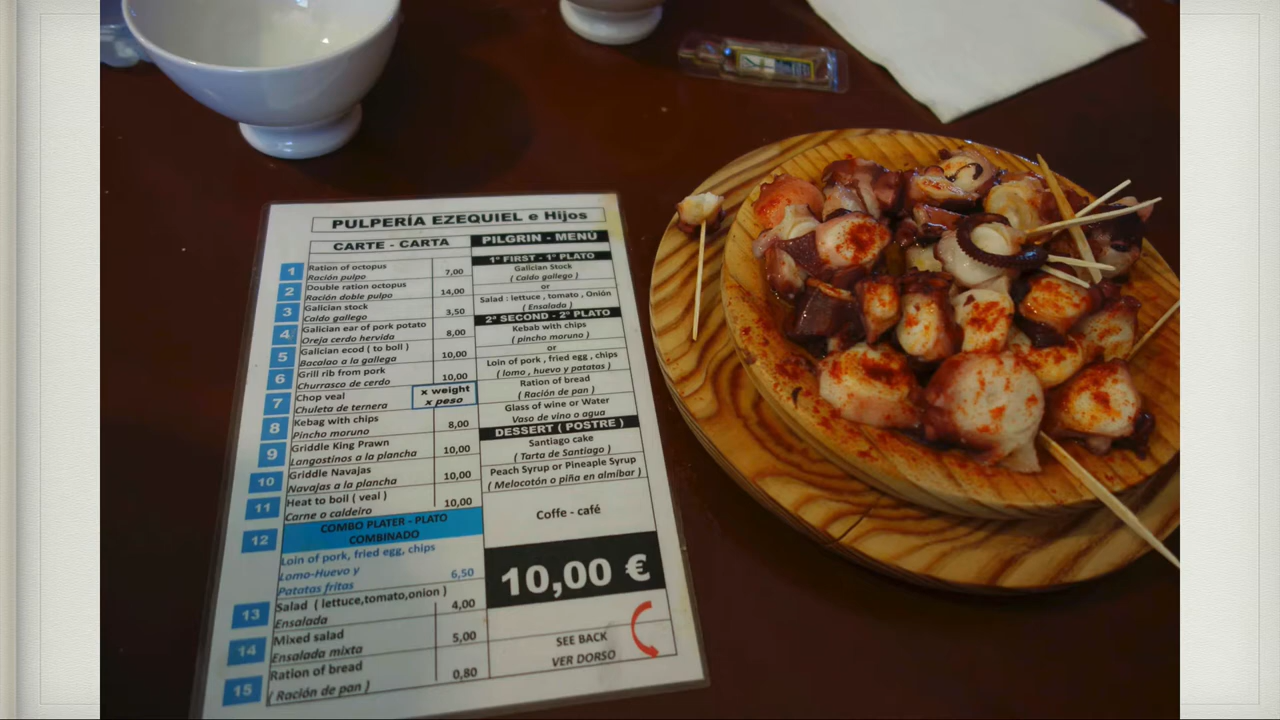 PULPERÍA EZEQUIEL e Hijos
CARTE - CARTA
1 Ration of octopus 7,00
Ración pulpo
2 Double ration octopus 14,00
Ración doble pulpo
3 Galician stock 3,50
Caldo gallego
4 Galician ear of pork potato 8,00
Oreja cerdo hervida
5 Galician ecod ( to boll ) 10,00
Bacalao a la gallega
6 Grill rib from pork 10,00
Churrasco de cerdo
7 Chop veal x weight
Chuleta de ternera x peso
8 Kebag with chips 8,00
Pincho moruno
9 Griddle King Prawn 10,00
Langostinos a la plancha
10 Griddle Navajas 10,00
Navajas a la plancha
11 Heat to boil ( veal ) 10,00
Carne o caldeiro
12 COMBO PLATER - PLATO
COMBINADO
Loin of pork, fried egg, chips
Lomo-Huevo y 6,50
Patatas fritas
13 Salad ( lettuce,tomato,onion ) 4,00
Ensalada
14 Mixed salad 5,00
Ensalada mixta
15 Ration of bread 0,80
( Ración de pan )
PILGRIN - MENÚ
1º FIRST - 1º PLATO
Galician Stock
( Caldo gallego )
or
Salad : lettuce , tomato , Onión
( Ensalada )
2º SECOND - 2º PLATO
Kebab with chips
( pincho moruno )
or
Loin of pork , fried egg , chips
( lomo , huevo y patatas )
Ration of bread
( Ración de pan )
Glass of wine or Water
Vaso de vino o agua
DESSERT ( POSTRE )
Santiago cake
( Tarta de Santiago )
Peach Syrup or Pineaple Syrup
( Melocotón o piña en almíbar )
Coffe - café
10,00 €
SEE BACK
VER DORSO